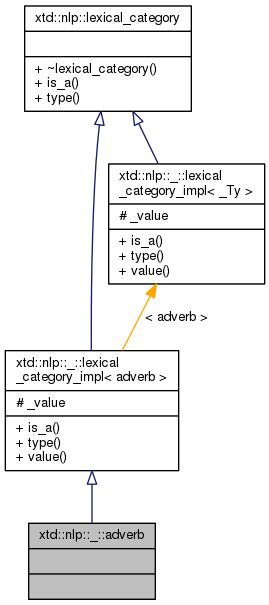 xtd::nlp::lexical_category
+ ~lexical_category()
+ is_a()
+ type()
xtd::nlp::_::lexical
_category_impl< _Ty >
# _value
+ is_a()
+ type()
+ value()
< adverb >
xtd::nlp::_::lexical
_category_impl< adverb >
# _value
+ is_a()
+ type()
+ value()
xtd::nlp::_::adverb